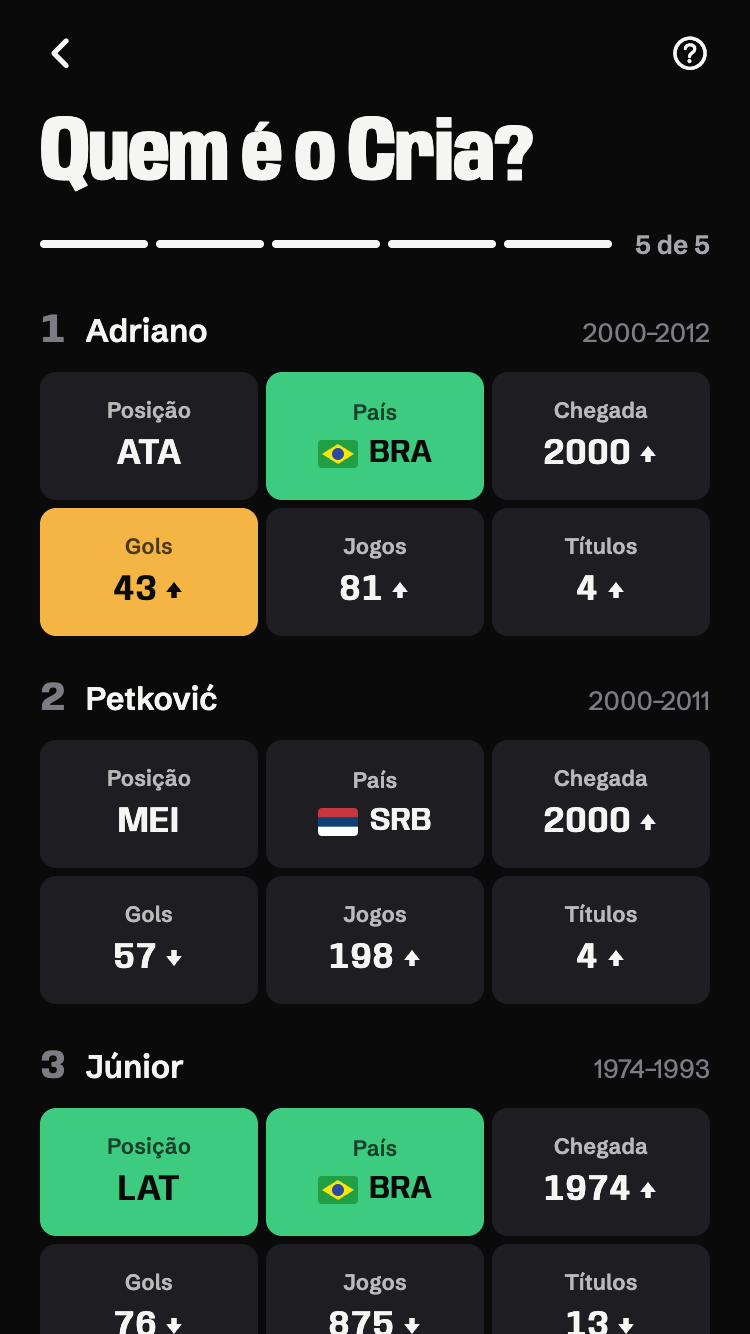 Quem é o Cria?
5 de 5
1 Adriano 2000-2012
Posição País Chegada
ATA BRA 2000
Gols Jogos Títulos
43 81 4
2 Petković 2000-2011
Posição País Chegada
MEI SRB 2000
Gols Jogos Títulos
57 198 4
3 Júnior 1974-1993
Posição País Chegada
LAT BRA 1974
Gols Jogos Títulos
76 875 13